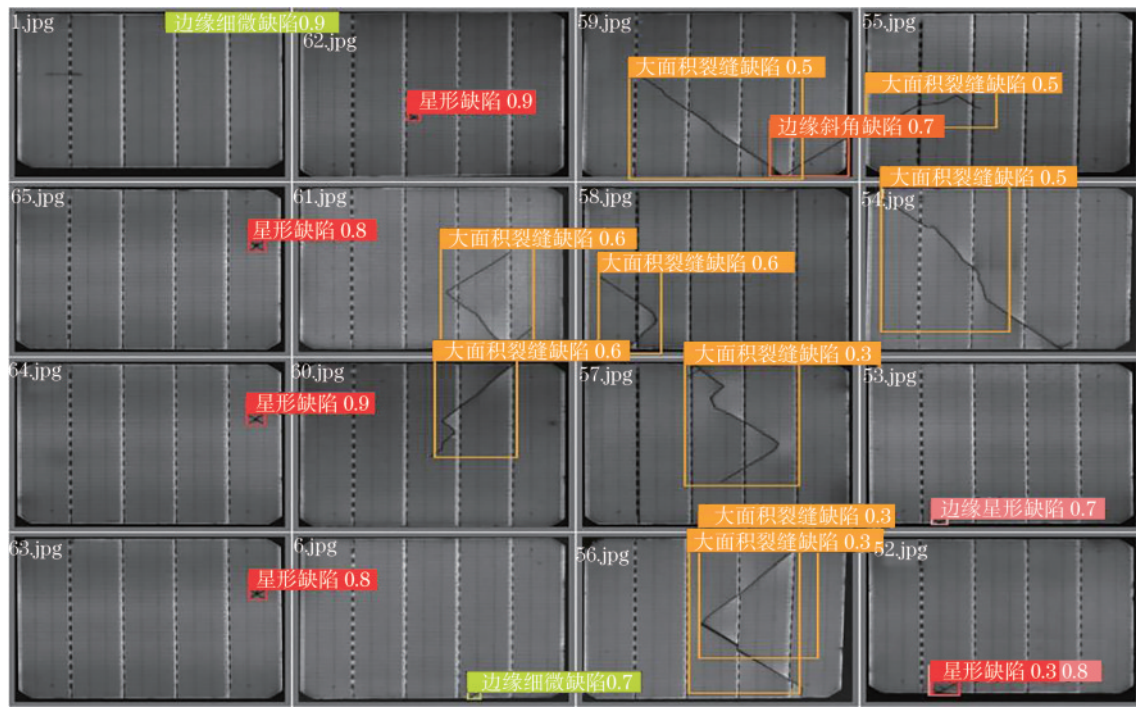 1.jpg
边缘细微缺陷0.9
62.jpg
星形缺陷 0.9
59.jpg
大面积裂缝缺陷 0.5
边缘斜角缺陷 0.7
55.jpg
大面积裂缝缺陷 0.5
65.jpg
星形缺陷 0.8
61.jpg
大面积裂缝缺陷 0.6
58.jpg
大面积裂缝缺陷 0.6
大面积裂缝缺陷 0.5
54.jpg
64.jpg
星形缺陷 0.9
大面积裂缝缺陷 0.6
60.jpg
57.jpg
大面积裂缝缺陷 0.3
53.jpg
边缘星形缺陷 0.7
63.jpg
星形缺陷 0.8
6.jpg
边缘细微缺陷0.7
大面积裂缝缺陷 0.3
56.jpg
大面积裂缝缺陷 0.3
52.jpg
星形缺陷 0.3
0.8